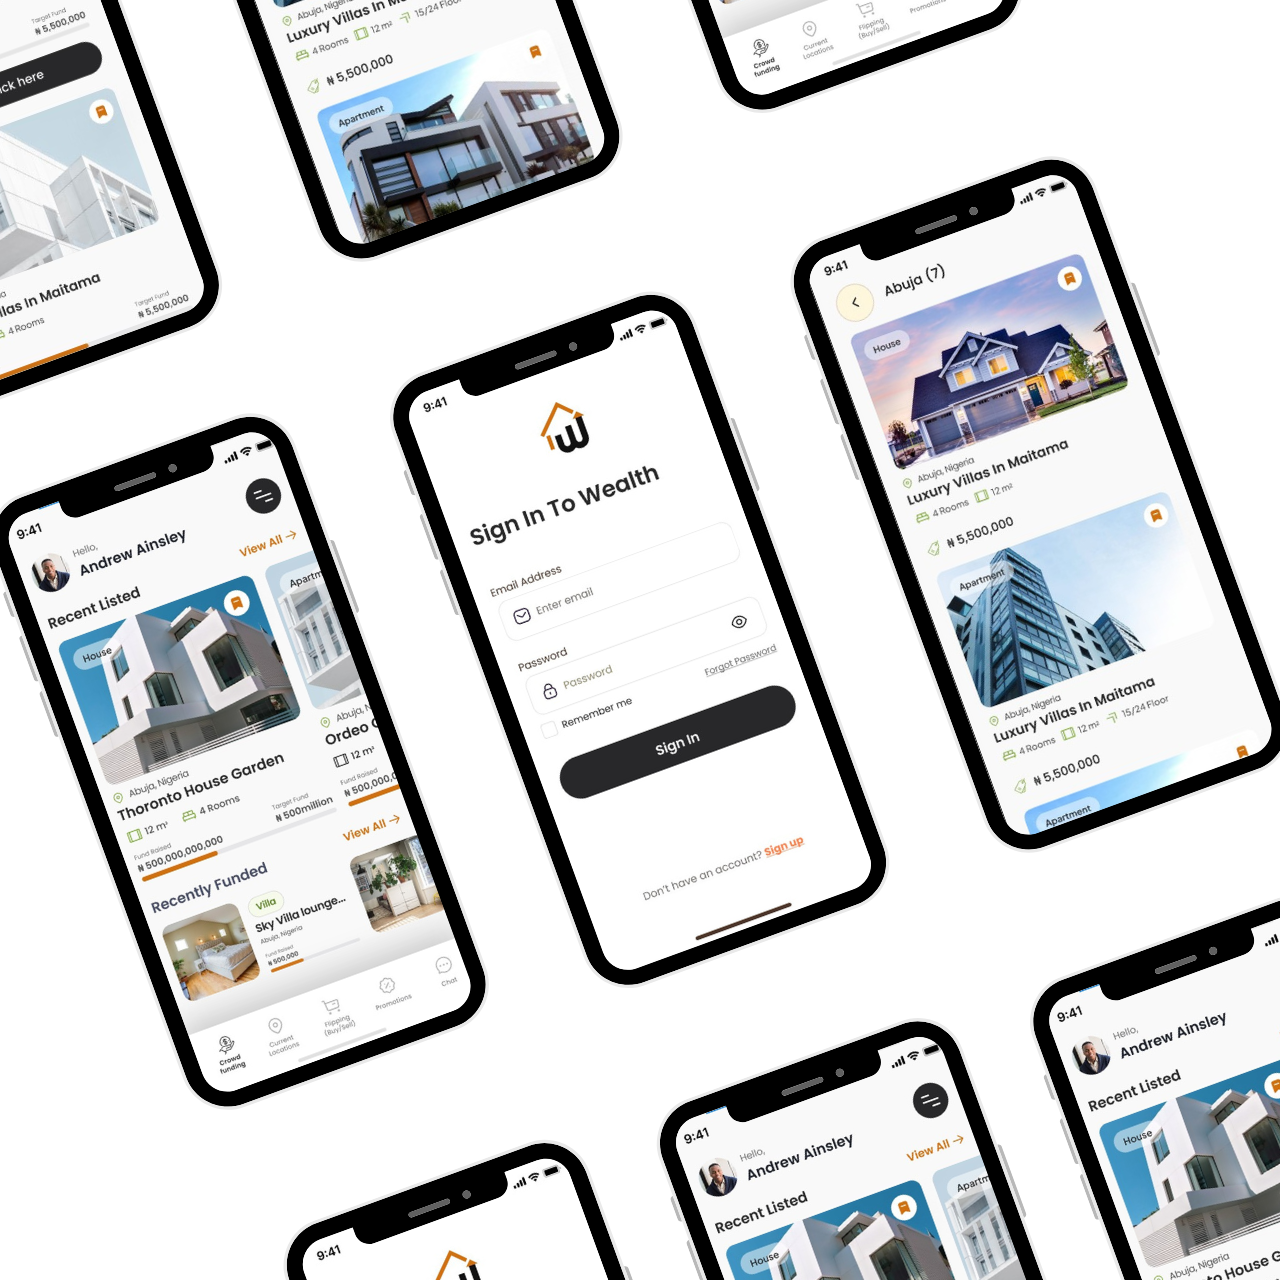 Target Fund
₦ 5,500,000
ck here
4 Rooms
llas In Maitama
Target Fund
₦ 5,500,000
Abuja, Nigeria
Luxury Villas In Ma
4 Rooms
12 m²
15/24 Floor
₦ 5,500,000
Apartment
Crowd
funding
Current
Locations
Flipping
(Buy/Sell)
Promotions
9:41
Abuja (7)
House
Abuja, Nigeria
Luxury Villas In Maitama
4 Rooms
12 m²
₦ 5,500,000
Apartment
Abuja, Nigeria
Luxury Villas In Maitama
4 Rooms
12 m²
15/24 Floor
₦ 5,500,000
Apartment
9:41
Sign In To Wealth
Email Address
Enter email
Password
Password
Forgot Password
Remember me
Sign In
Don't have an account? Sign up
9:41
Hello,
Andrew Ainsley
Recent Listed
View All →
House
Apartm
Abuja, Nigeria
Thoronto House Garden
12 m²
4 Rooms
Fund Raised
₦ 500,000,000,000
Target Fund
₦ 500million
Abuja, N
Ordeo
12 m²
Fund Raised
₦ 500,000,0
Recently Funded
View All →
Villa
Sky Villa lounge...
Abuja, Nigeria
Fund Raised
₦ 500,000
Crowd
funding
Current
Locations
Flipping
(Buy/Sell)
Promotions
Chat
9:41
9:41
Hello,
Andrew Ainsley
Recent Listed
View All →
House
Apartm
9:41
Hello,
Andrew Ainsley
Recent Listed
House
Abuja, Nigeria
to House G